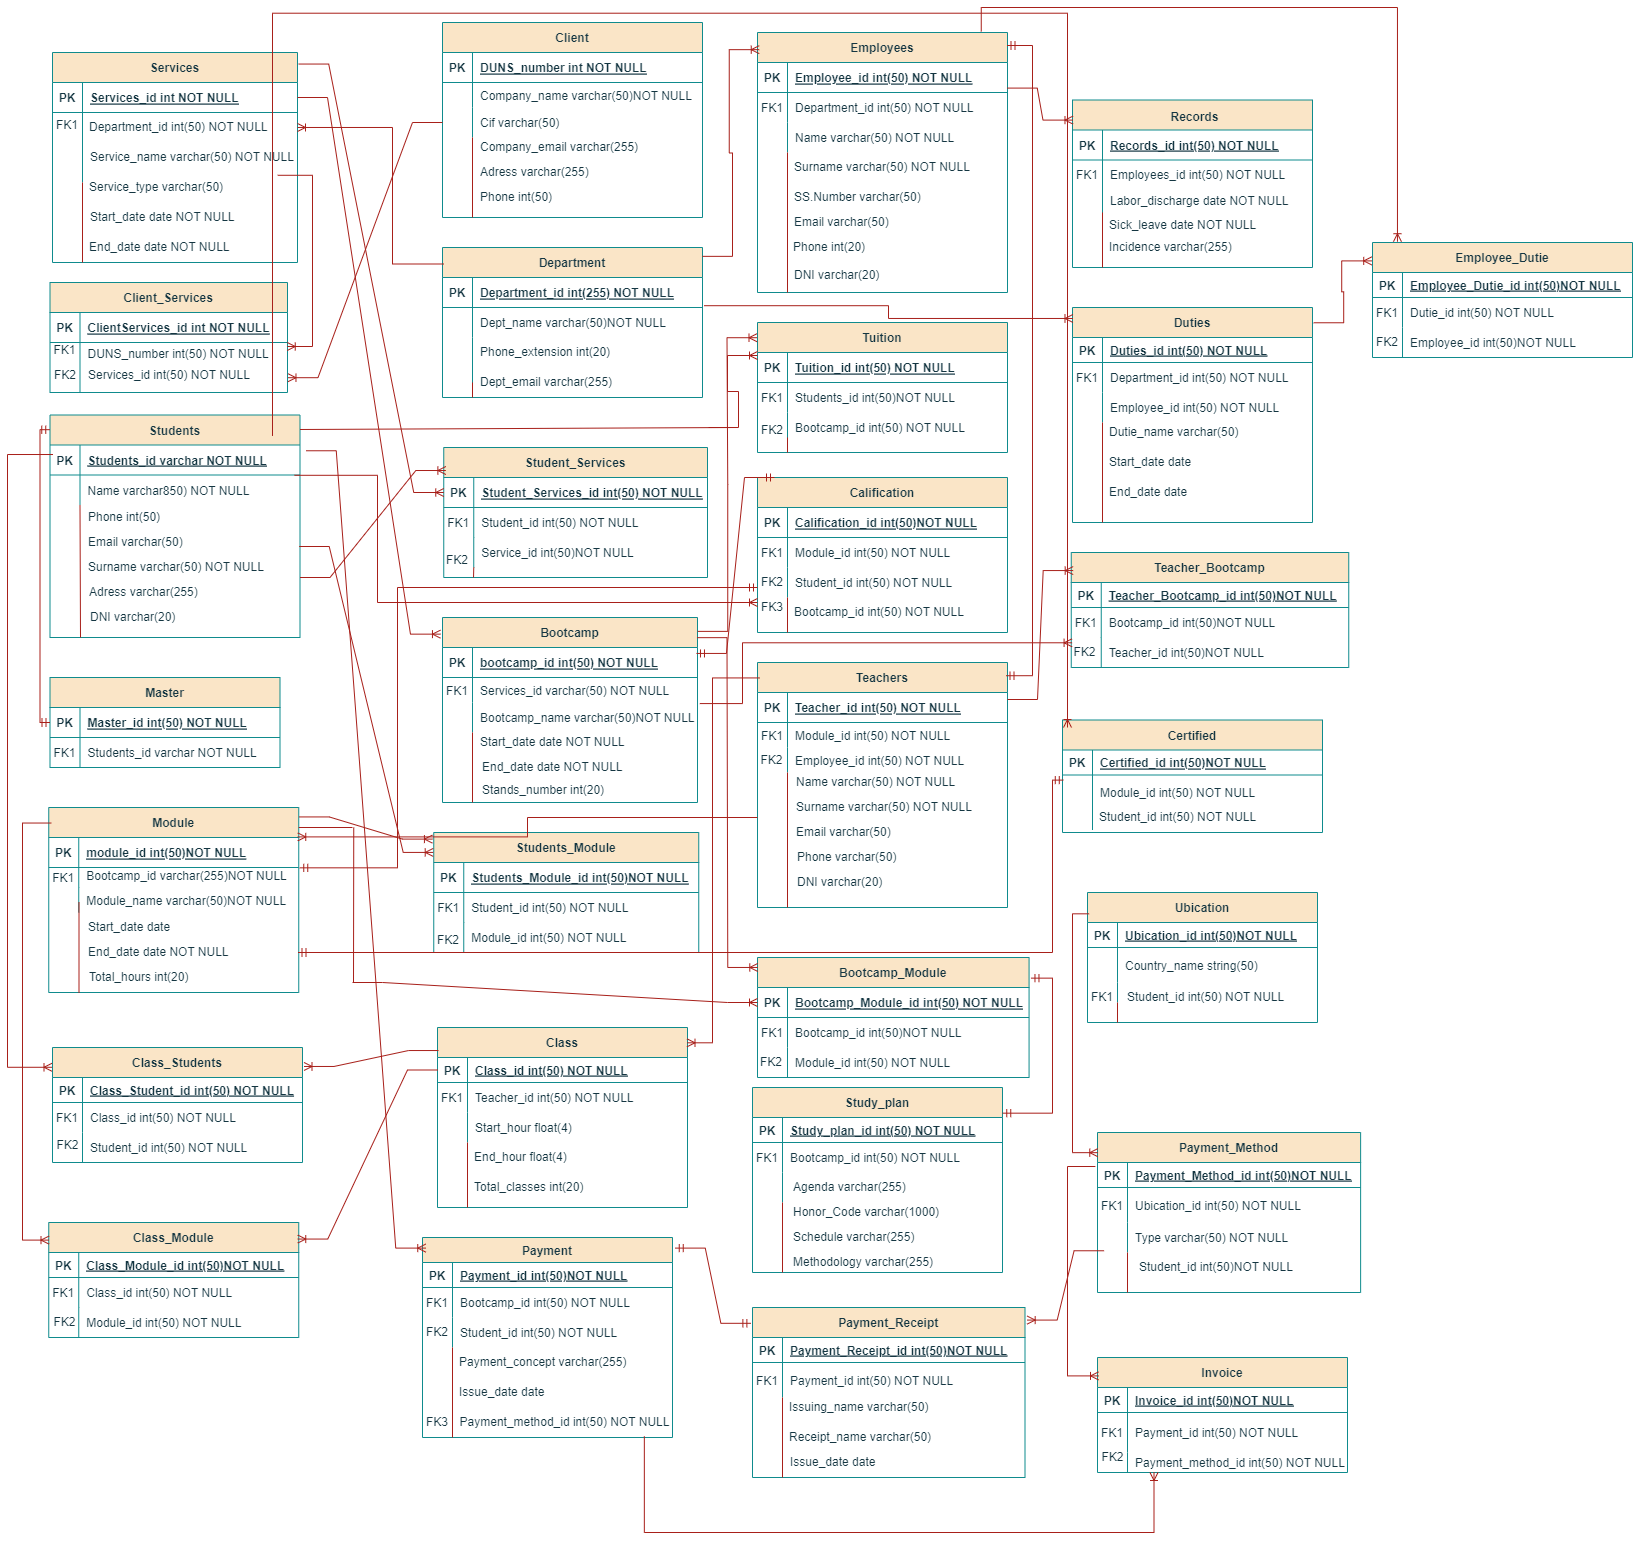 Services
PK Services_id int NOT NULL
FK1 Department_id int(50) NOT NULL
Service_name varchar(50) NOT NULL
Service_type varchar(50)
Start_date date NOT NULL
End_date date NOT NULL
Client_Services
PK ClientServices_id int NOT NULL
FK1 DUNS_number int(50) NOT NULL
FK2 Services_id int(50) NOT NULL
Students
PK Students_id varchar NOT NULL
Name varchar850) NOT NULL
Phone int(50)
Email varchar(50)
Surname varchar(50) NOT NULL
Adress varchar(255)
DNI varchar(20)
Master
PK Master_id int(50) NOT NULL
FK1 Students_id varchar NOT NULL
Module
PK module_id int(50)NOT NULL
FK1 Bootcamp_id varchar(255)NOT NULL
Module_name varchar(50)NOT NULL
Start_date date
End_date date NOT NULL
Total_hours int(20)
Class_Students
PK Class_Student_id int(50) NOT NULL
FK1 Class_id int(50) NOT NULL
FK2 Student_id int(50) NOT NULL
Class_Module
PK Class_Module_id int(50)NOT NULL
FK1 Class_id int(50) NOT NULL
FK2 Module_id int(50) NOT NULL
Client
PK DUNS_number int NOT NULL
Company_name varchar(50)NOT NULL
Cif varchar(50)
Company_email varchar(255)
Adress varchar(255)
Phone int(50)
Department
PK Department_id int(255) NOT NULL
Dept_name varchar(50)NOT NULL
Phone_extension int(20)
Dept_email varchar(255)
Student_Services
PK Student_Services_id int(50) NOT NULL
FK1 Student_id int(50) NOT NULL
FK2 Service_id int(50)NOT NULL
Bootcamp
PK bootcamp_id int(50) NOT NULL
FK1 Services_id varchar(50) NOT NULL
Bootcamp_name varchar(50)NOT NULL
Start_date date NOT NULL
End_date date NOT NULL
Stands_number int(20)
Students_Module
PK Students_Module_id int(50)NOT NULL
FK1 Student_id int(50) NOT NULL
FK2 Module_id int(50) NOT NULL
Class
PK Class_id int(50) NOT NULL
FK1 Teacher_id int(50) NOT NULL
Start_hour float(4)
End_hour float(4)
Total_classes int(20)
Payment
PK Payment_id int(50)NOT NULL
FK1 Bootcamp_id int(50) NOT NULL
FK2 Student_id int(50) NOT NULL
Payment_concept varchar(255)
Issue_date date
FK3 Payment_method_id int(50) NOT NULL
Employees
PK Employee_id int(50) NOT NULL
FK1 Department_id int(50) NOT NULL
Name varchar(50) NOT NULL
Surname varchar(50) NOT NULL
SS.Number varchar(50)
Email varchar(50)
Phone int(20)
DNI varchar(20)
Tuition
PK Tuition_id int(50) NOT NULL
FK1 Students_id int(50)NOT NULL
FK2 Bootcamp_id int(50) NOT NULL
Calification
PK Calification_id int(50)NOT NULL
FK1 Module_id int(50) NOT NULL
FK2 Student_id int(50) NOT NULL
FK3 Bootcamp_id int(50) NOT NULL
Teachers
PK Teacher_id int(50) NOT NULL
FK1 Module_id int(50) NOT NULL
FK2 Employee_id int(50) NOT NULL
Name varchar(50) NOT NULL
Surname varchar(50) NOT NULL
Email varchar(50)
Phone varchar(50)
DNI varchar(20)
Bootcamp_Module
PK Bootcamp_Module_id int(50) NOT NULL
FK1 Bootcamp_id int(50)NOT NULL
FK2 Module_id int(50) NOT NULL
Study_plan
PK Study_plan_id int(50) NOT NULL
FK1 Bootcamp_id int(50) NOT NULL
Agenda varchar(255)
Honor_Code varchar(1000)
Schedule varchar(255)
Methodology varchar(255)
Payment_Receipt
PK Payment_Receipt_id int(50)NOT NULL
FK1 Payment_id int(50) NOT NULL
Issuing_name varchar(50)
Receipt_name varchar(50)
Issue_date date
Records
PK Records_id int(50) NOT NULL
FK1 Employees_id int(50) NOT NULL
Labor_discharge date NOT NULL
Sick_leave date NOT NULL
Incidence varchar(255)
Duties
PK Duties_id int(50) NOT NULL
FK1 Department_id int(50) NOT NULL
Employee_id int(50) NOT NULL
Dutie_name varchar(50)
Start_date date
End_date date
Employee_Dutie
PK Employee_Dutie_id int(50)NOT NULL
FK1 Dutie_id int(50) NOT NULL
FK2 Employee_id int(50)NOT NULL
Teacher_Bootcamp
PK Teacher_Bootcamp_id int(50)NOT NULL
FK1 Bootcamp_id int(50)NOT NULL
FK2 Teacher_id int(50)NOT NULL
Certified
PK Certified_id int(50)NOT NULL
Module_id int(50) NOT NULL
Student_id int(50) NOT NULL
Ubication
PK Ubication_id int(50)NOT NULL
Country_name string(50)
FK1 Student_id int(50) NOT NULL
Payment_Method
PK Payment_Method_id int(50)NOT NULL
FK1 Ubication_id int(50) NOT NULL
Type varchar(50) NOT NULL
Student_id int(50)NOT NULL
Invoice
PK Invoice_id int(50)NOT NULL
FK1 Payment_id int(50) NOT NULL
FK2 Payment_method_id int(50) NOT NULL